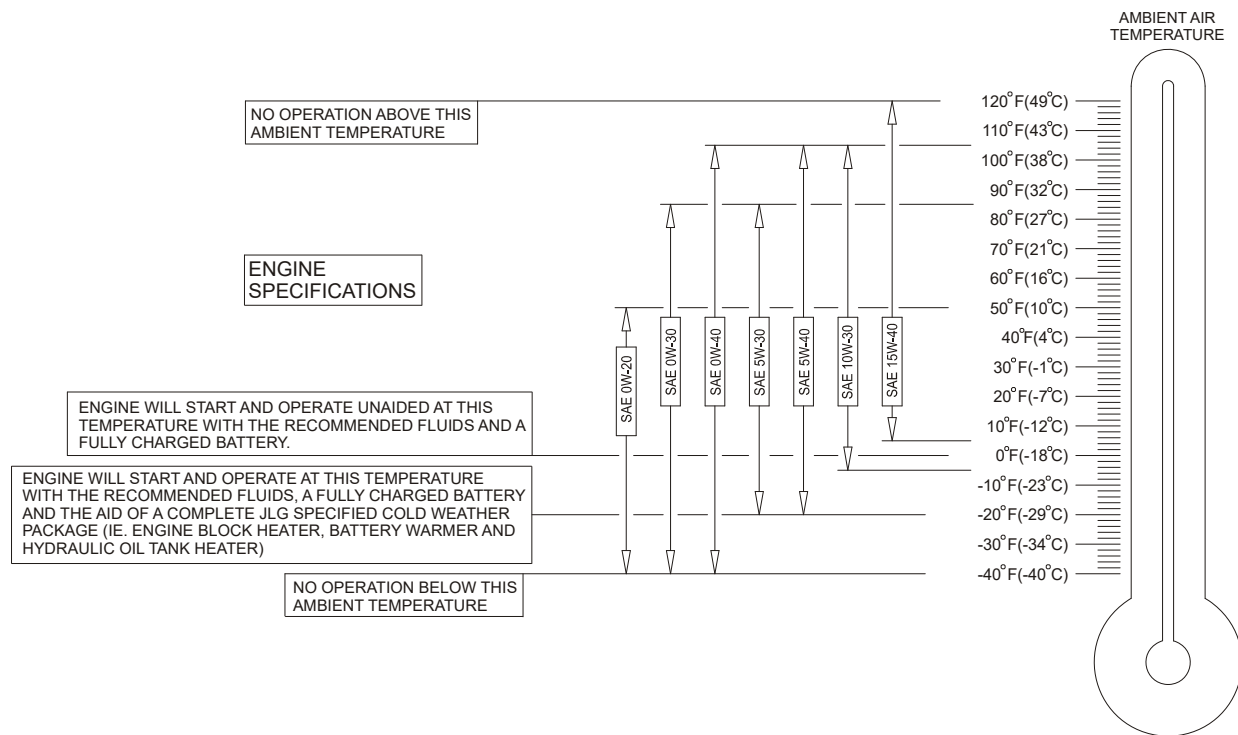 AMBIENT AIR
TEMPERATURE
NO OPERATION ABOVE THIS
AMBIENT TEMPERATURE
120°F(49°C)
110°F(43°C)
100°F(38°C)
90°F(32°C)
80°F(27°C)
70°F(21°C)
60°F(16°C)
50°F(10°C)
40°F(4°C)
30°F(-1°C)
20°F(-7°C)
10°F(-12°C)
0°F(-18°C)
-10°F(-23°C)
-20°F(-29°C)
-30°F(-34°C)
-40°F(-40°C)
ENGINE
SPECIFICATIONS
SAE 0W-20
SAE 0W-30
SAE 0W-40
SAE 5W-30
SAE 5W-40
SAE 10W-30
SAE 15W-40
ENGINE WILL START AND OPERATE UNAIDED AT THIS
TEMPERATURE WITH THE RECOMMENDED FLUIDS AND A
FULLY CHARGED BATTERY.
ENGINE WILL START AND OPERATE AT THIS TEMPERATURE
WITH THE RECOMMENDED FLUIDS, A FULLY CHARGED BATTERY
AND THE AID OF A COMPLETE JLG SPECIFIED COLD WEATHER
PACKAGE (IE. ENGINE BLOCK HEATER, BATTERY WARMER AND
HYDRAULIC OIL TANK HEATER)
NO OPERATION BELOW THIS
AMBIENT TEMPERATURE